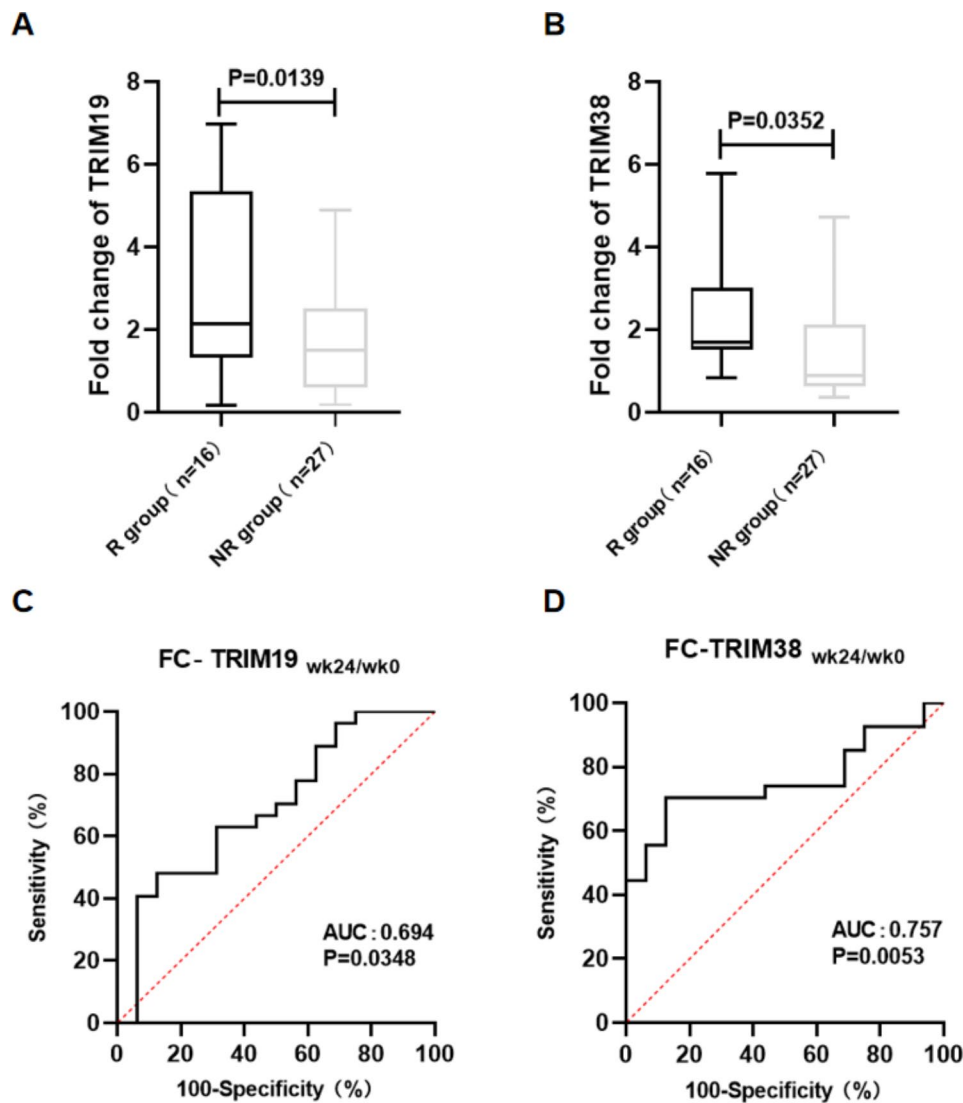 A
B
P=0.0139
P=0.0352
Fold change of TRIM19
8
6
4
2
0
Fold change of TRIM38
8
6
4
2
0
R group（n=16）
NR group（n=27）
R group（n=16）
NR group（n=27）
C
D
FC- TRIM19 wk24/wk0
FC-TRIM38 wk24/wk0
Sensitivity（%）
100
80
60
40
20
0
AUC：0.694
P=0.0348
0 20 40 60 80 100
100-Specificity（%）
Sensitivity（%）
100
80
60
40
20
0
AUC：0.757
P=0.0053
0 20 40 60 80 100
100-Specificity（%）